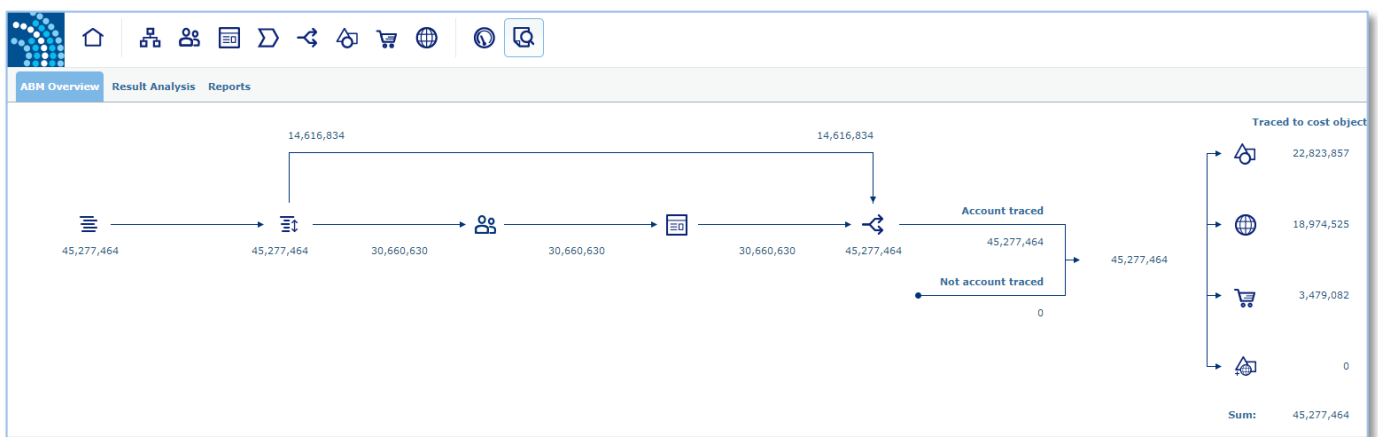 ABM Overview Result Analysis Reports
Traced to cost object
14,616,834 14,616,834
22,823,857
Account traced
18,974,525
45,277,464
45,277,464 45,277,464 30,660,630 30,660,630 30,660,630 45,277,464
45,277,464
Not account traced
3,479,082
0
0
Sum: 45,277,464